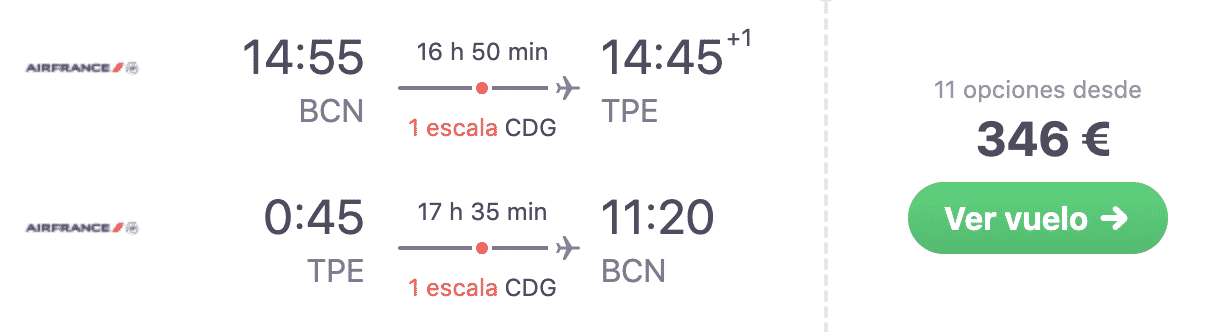 AIRFRANCE
14:55
BCN
16 h 50 min
1 escala CDG
14:45+1
TPE
AIRFRANCE
0:45
TPE
17 h 35 min
1 escala CDG
11:20
BCN
11 opciones desde
346 €
Ver vuelo →